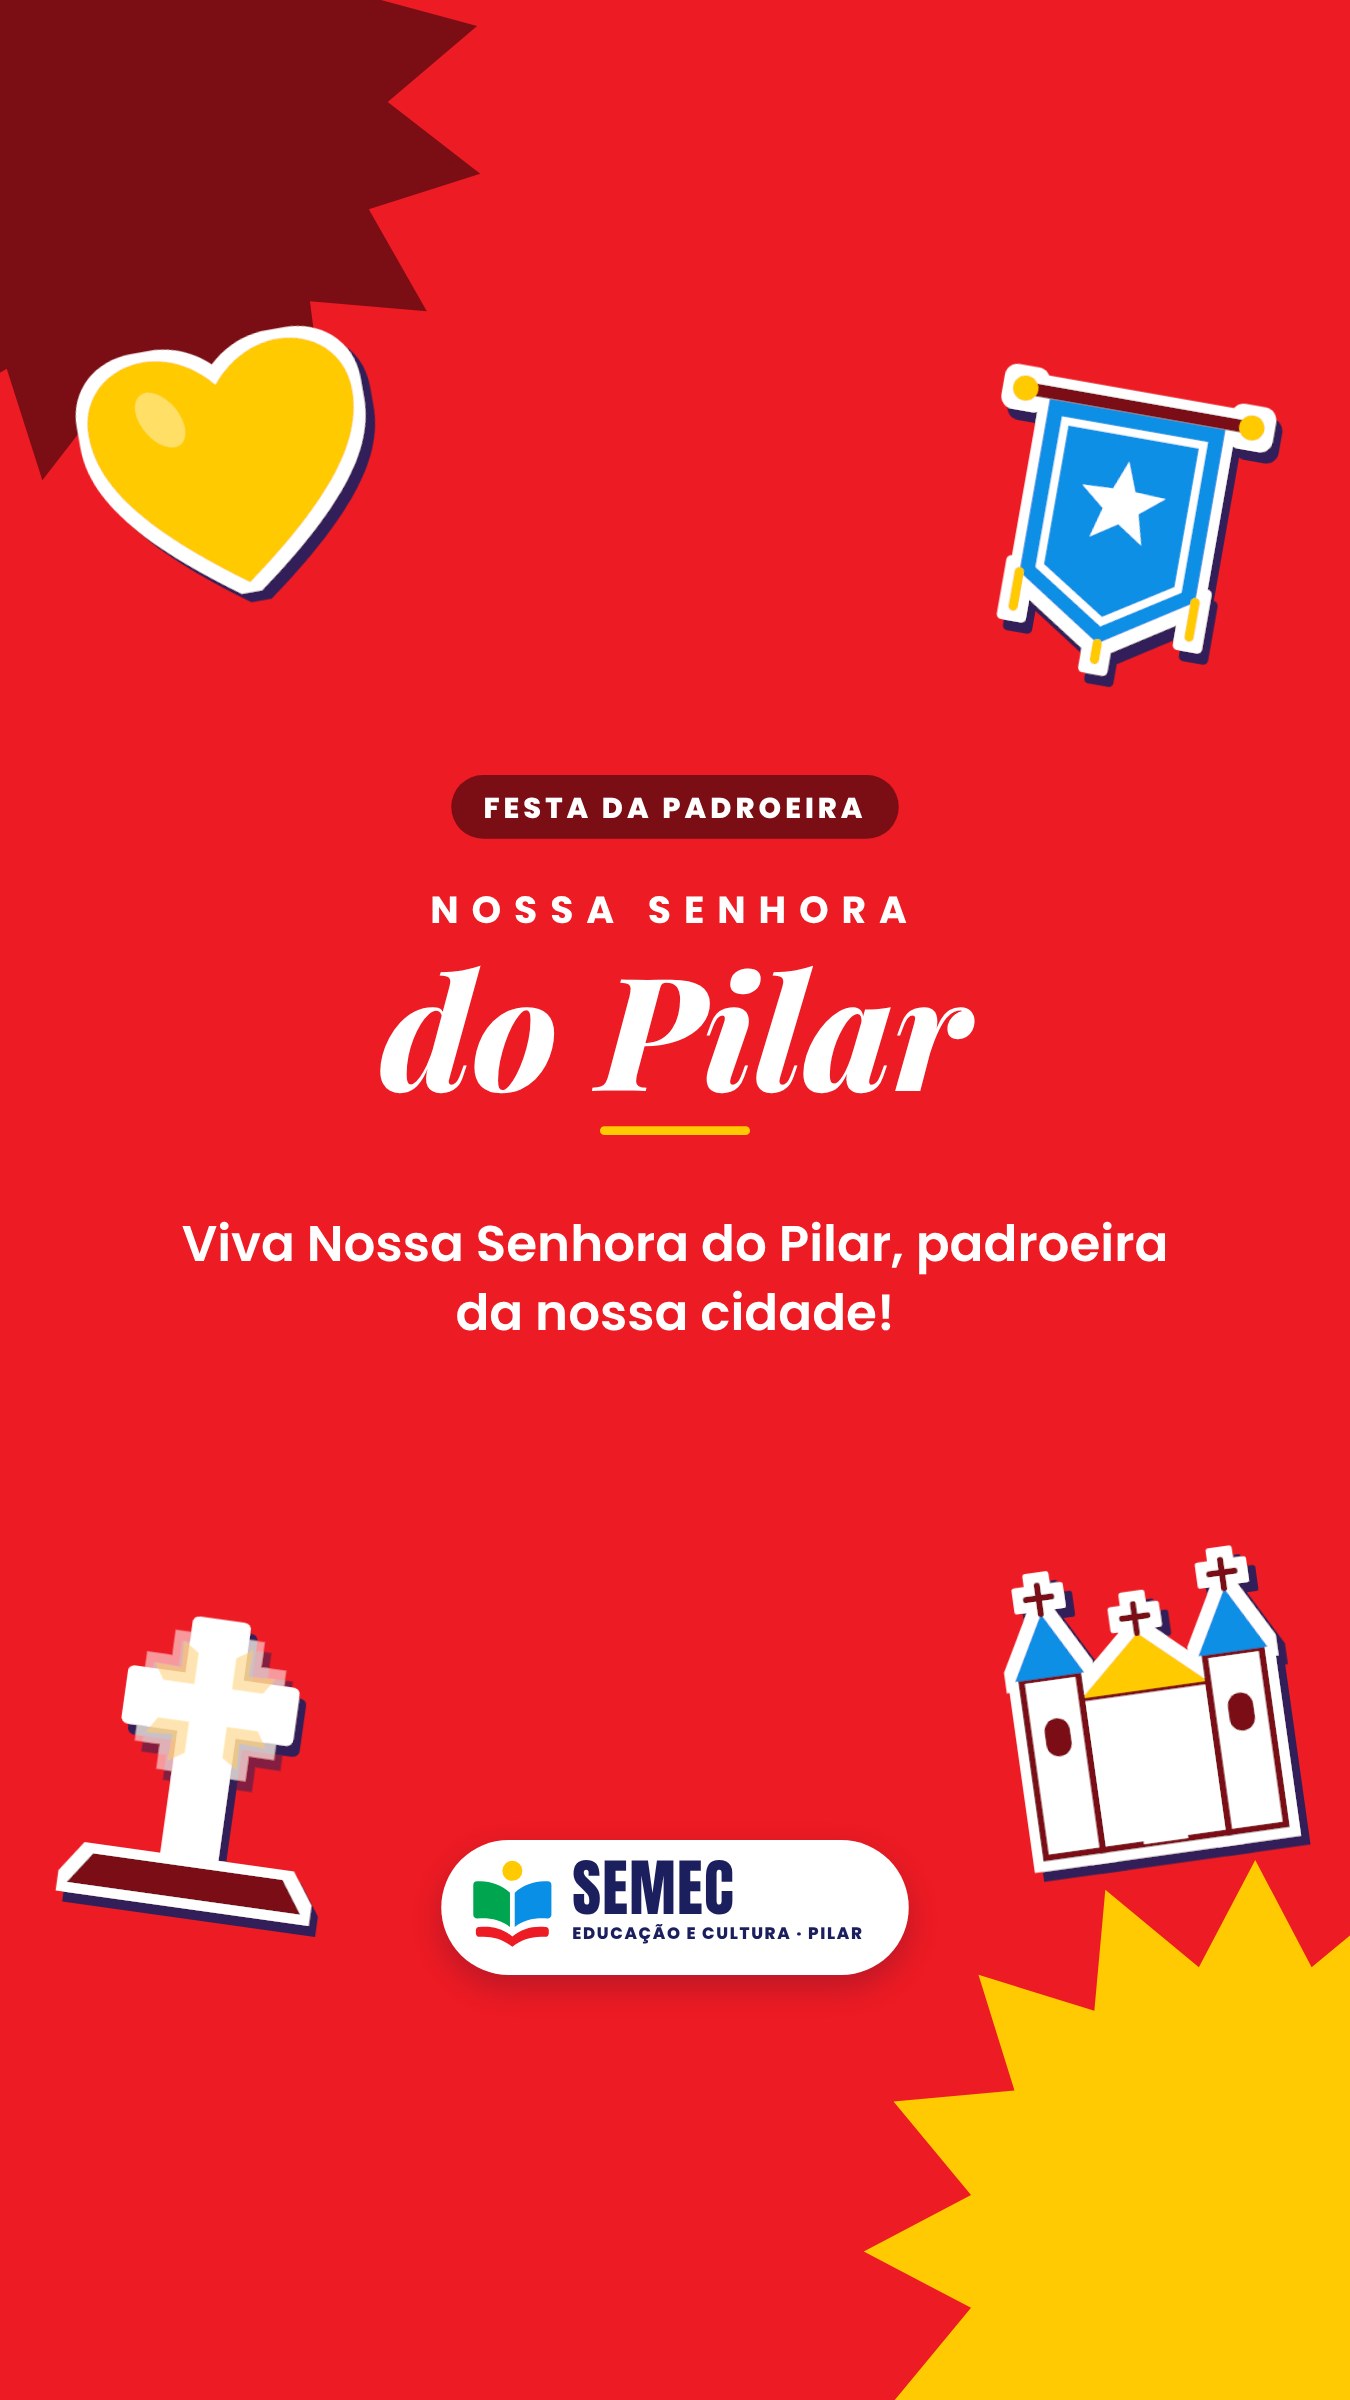 FESTA DA PADROEIRA
NOSSA SENHORA
do Pilar
Viva Nossa Senhora do Pilar, padroeira
da nossa cidade!
SEMEC
EDUCAÇÃO E CULTURA · PILAR